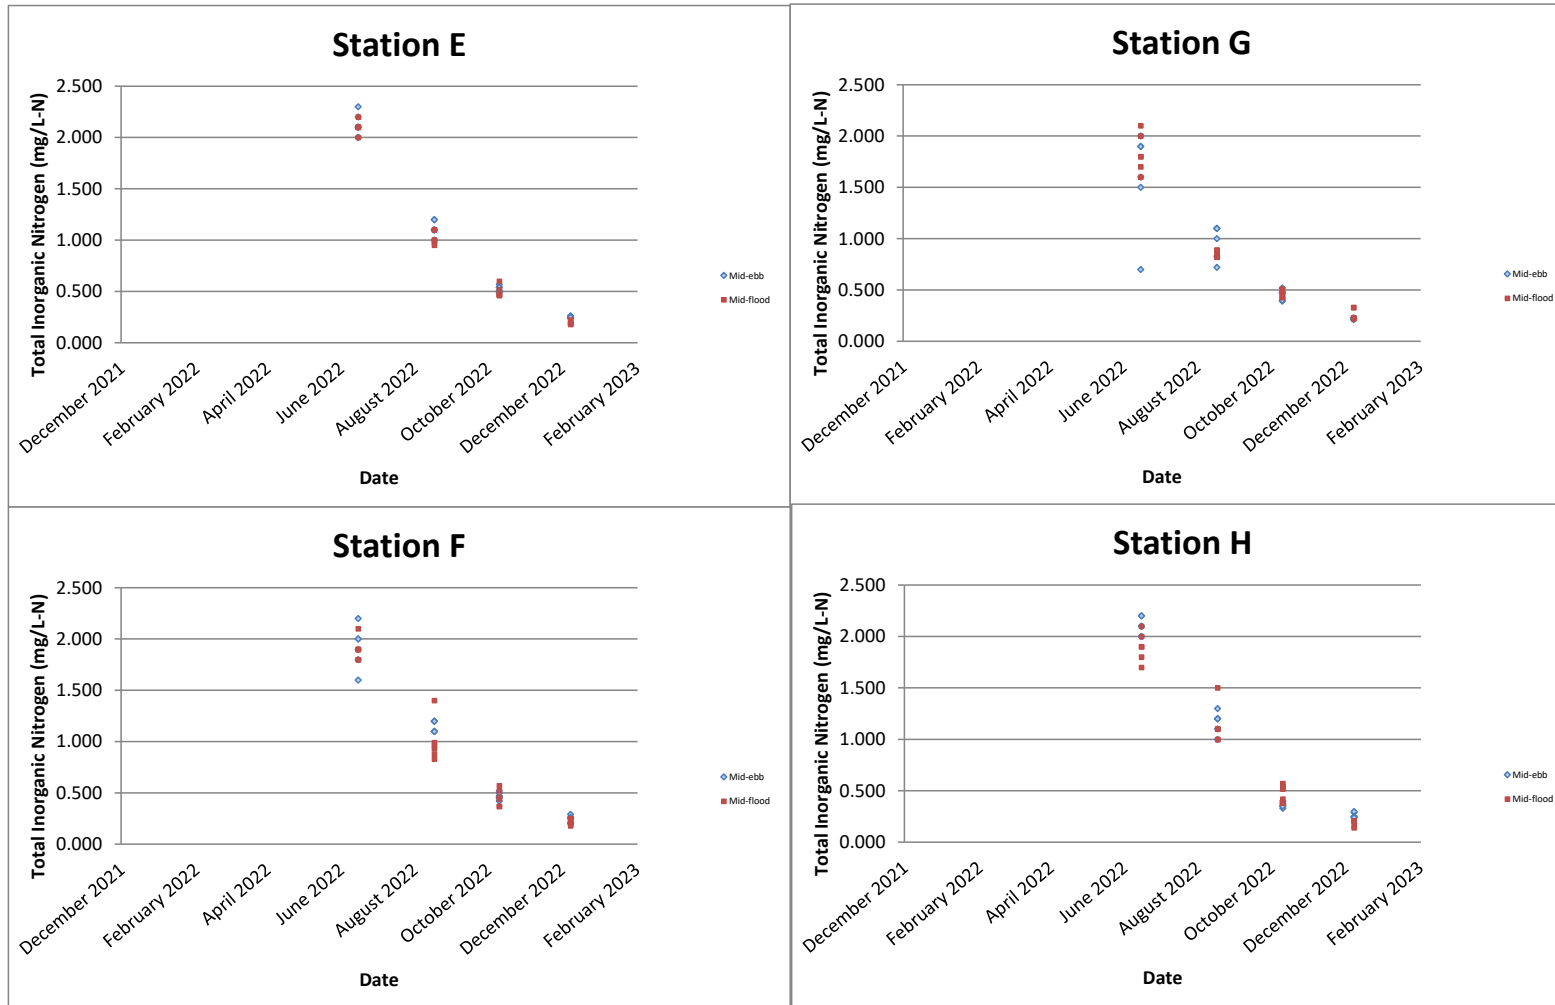 Station E
Total Inorganic Nitrogen (mg/L-N)
2.500
2.000
1.500
1.000
0.500
0.000
December 2021
February 2022
April 2022
June 2022
August 2022
October 2022
December 2022
February 2023
Date
Mid-ebb
Mid-flood
Station G
Total Inorganic Nitrogen (mg/L-N)
2.500
2.000
1.500
1.000
0.500
0.000
December 2021
February 2022
April 2022
June 2022
August 2022
October 2022
December 2022
February 2023
Date
Mid-ebb
Mid-flood
Station F
Total Inorganic Nitrogen (mg/L-N)
2.500
2.000
1.500
1.000
0.500
0.000
December 2021
February 2022
April 2022
June 2022
August 2022
October 2022
December 2022
February 2023
Date
Mid-ebb
Mid-flood
Station H
Total Inorganic Nitrogen (mg/L-N)
2.500
2.000
1.500
1.000
0.500
0.000
December 2021
February 2022
April 2022
June 2022
August 2022
October 2022
December 2022
February 2023
Date
Mid-ebb
Mid-flood